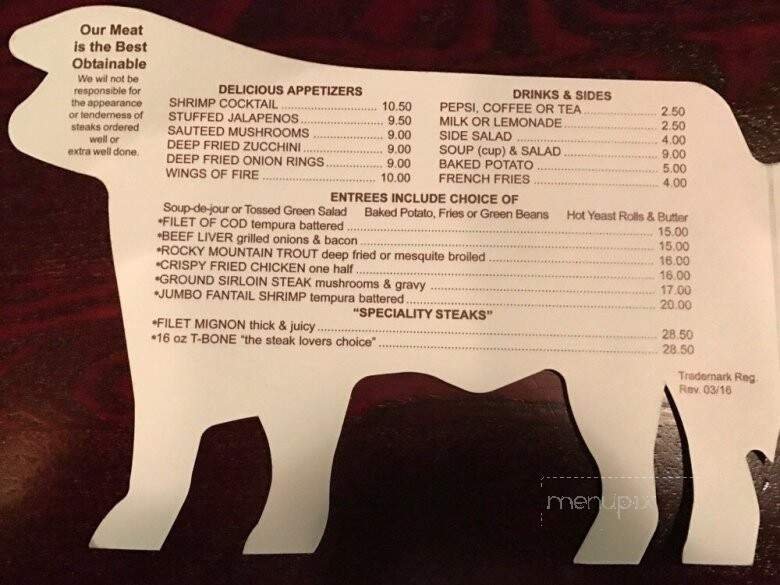 Our Meat
is the Best
Obtainable
We wil not be
responsible for
the appearance
or tenderness of
steaks ordered
well or
extra well done.
DELICIOUS APPETIZERS
SHRIMP COCKTAIL 10.50
STUFFED JALAPENOS 9.50
SAUTEED MUSHROOMS 9.00
DEEP FRIED ZUCCHINI 9.00
DEEP FRIED ONION RINGS 9.00
WINGS OF FIRE 10.00
DRINKS & SIDES
PEPSI, COFFEE OR TEA 2.50
MILK OR LEMONADE 2.50
SIDE SALAD 4.00
SOUP (cup) & SALAD 9.00
BAKED POTATO 5.00
FRENCH FRIES 4.00
ENTREES INCLUDE CHOICE OF
Soup-de-jour or Tossed Green Salad Baked Potato, Fries or Green Beans Hot Yeast Rolls & Butter
*FILET OF COD tempura battered 15.00
*BEEF LIVER grilled onions & bacon 15.00
*ROCKY MOUNTAIN TROUT deep fried or mesquite broiled 16.00
*CRISPY FRIED CHICKEN one half 16.00
*GROUND SIRLOIN STEAK mushrooms & gravy 17.00
*JUMBO FANTAIL SHRIMP tempura battered 20.00
"SPECIALITY STEAKS"
*FILET MIGNON thick & juicy 28.50
*16 oz T-BONE "the steak lovers choice" 28.50
Trademark Reg.
Rev. 03/16
menupix